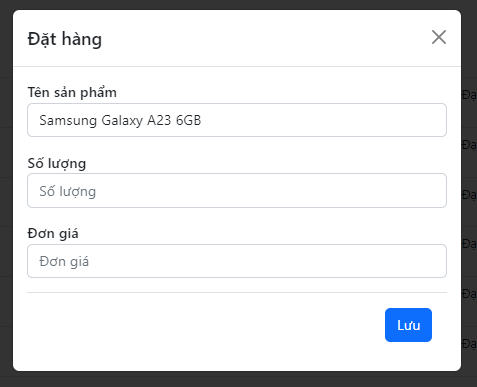 Đặt hàng
Tên sản phẩm
Samsung Galaxy A23 6GB
Số lượng
Số lượng
Đơn giá
Đơn giá
Lưu